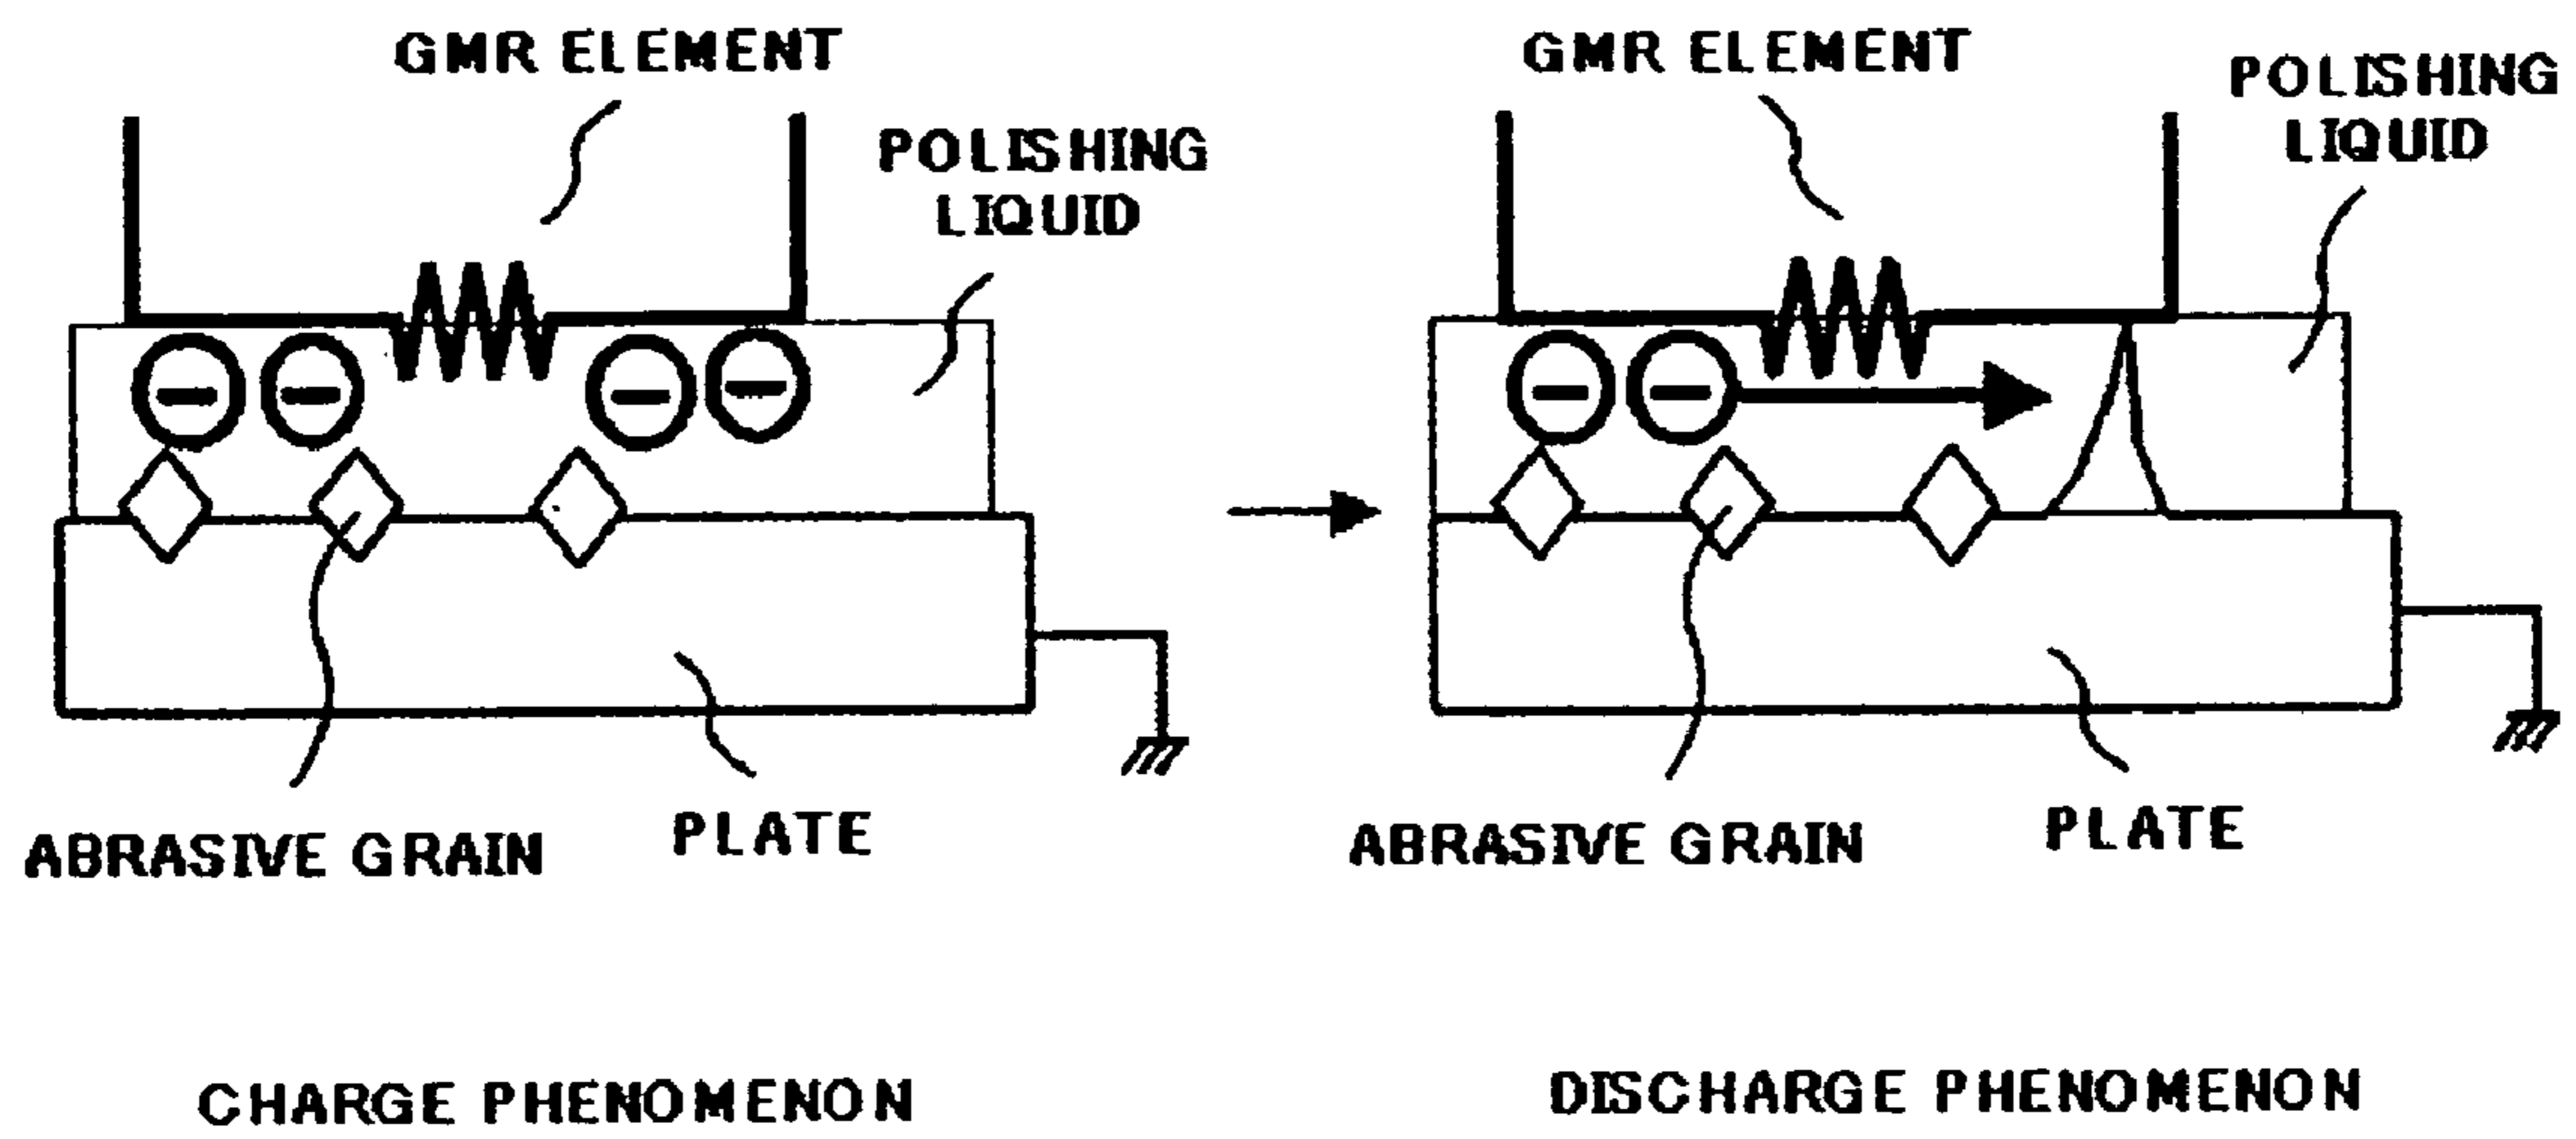 GMR ELEMENT
POLISHING
LIQUID
ABRASIVE GRAIN
PLATE
CHARGE PHENOMENON
GMR ELEMENT
POLISHING
LIQUID
ABRASIVE GRAIN
PLATE
DISCHARGE PHENOMENON